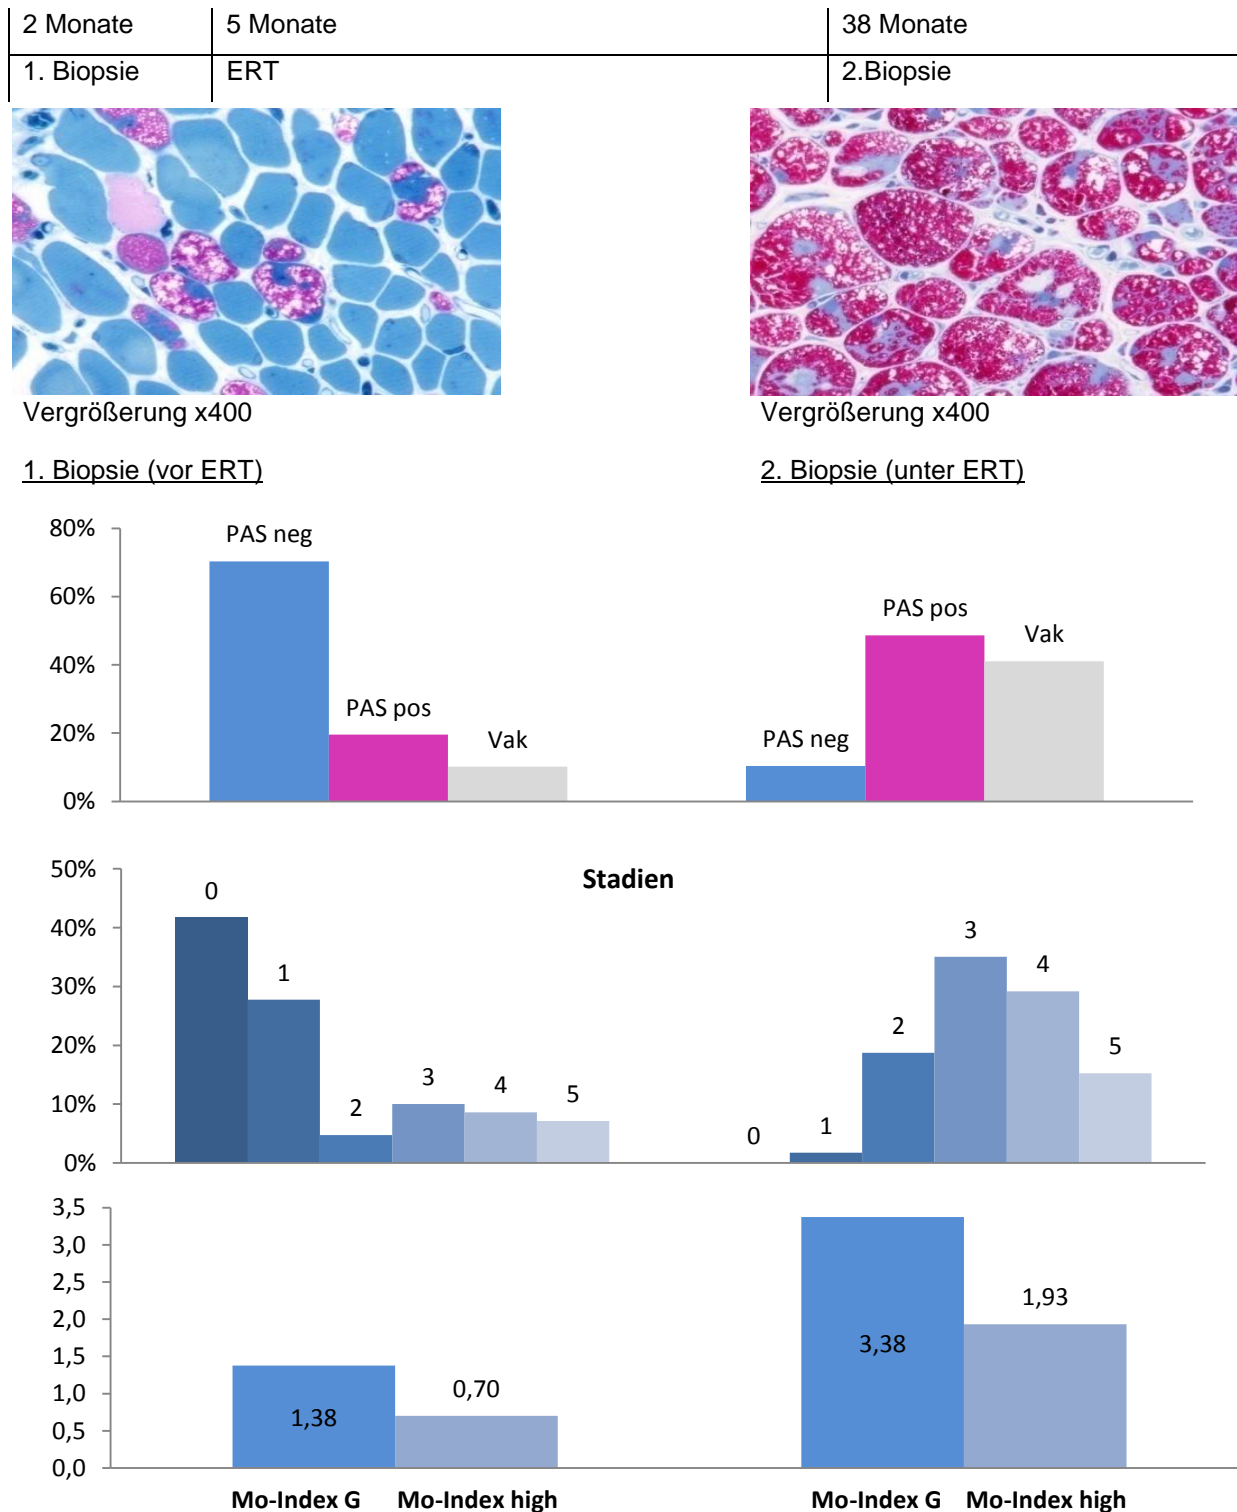 2 Monate 5 Monate 38 Monate
1. Biopsie ERT 2.Biopsie
Vergrößerung x400 Vergrößerung x400
1. Biopsie (vor ERT) 2. Biopsie (unter ERT)
80%
60%
40%
20%
0%
PAS neg
PAS pos
Vak
PAS neg
PAS pos
Vak
Stadien
50%
40%
30%
20%
10%
0%
0
1
2
3
4
5
0
1
2
3
4
5
3,5
3,0
2,5
2,0
1,5
1,0
0,5
0,0
1,38
0,70
3,38
1,93
Mo-Index G Mo-Index high Mo-Index G Mo-Index high